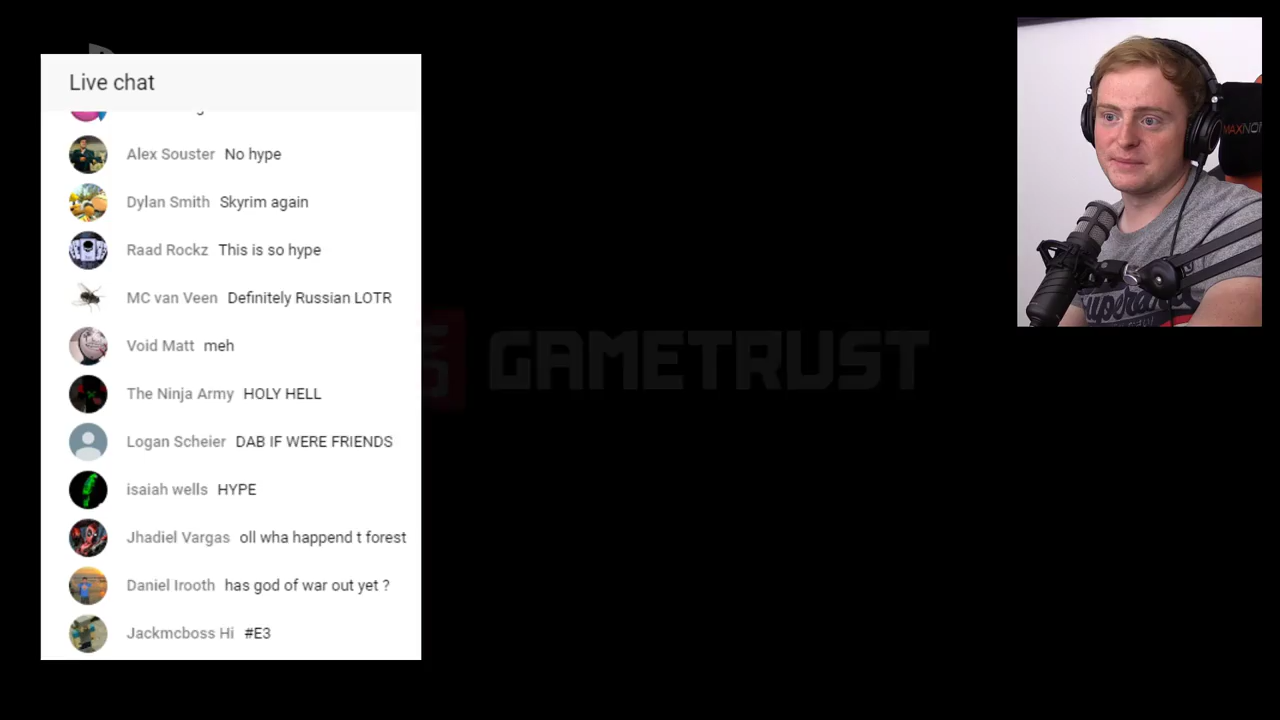 Live chat
Alex Souster No hype
Dylan Smith Skyrim again
Raad Rockz This is so hype
MC van Veen Definitely Russian LOTR
Void Matt meh
The Ninja Army HOLY HELL
Logan Scheier DAB IF WERE FRIENDS
isaiah wells HYPE
Jhadiel Vargas oll wha happend t forest
Daniel Irooth has god of war out yet ?
Jackmcboss Hi #E3
GAMETRUST
MAXNO